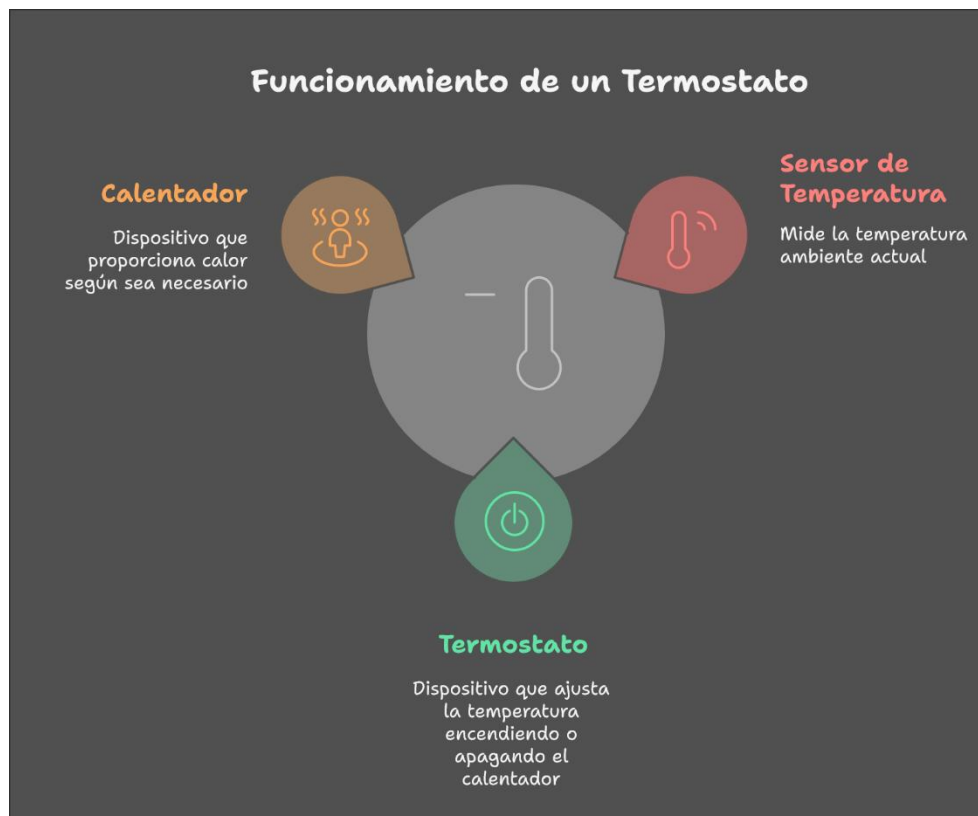 Funcionamiento de un Termostato
Calentador
Dispositivo que
proporciona calor
según sea necesario
Sensor de
Temperatura
Mide la temperatura
ambiente actual
Termostato
Dispositivo que ajusta
la temperatura
encendiendo o
apagando el
calentador